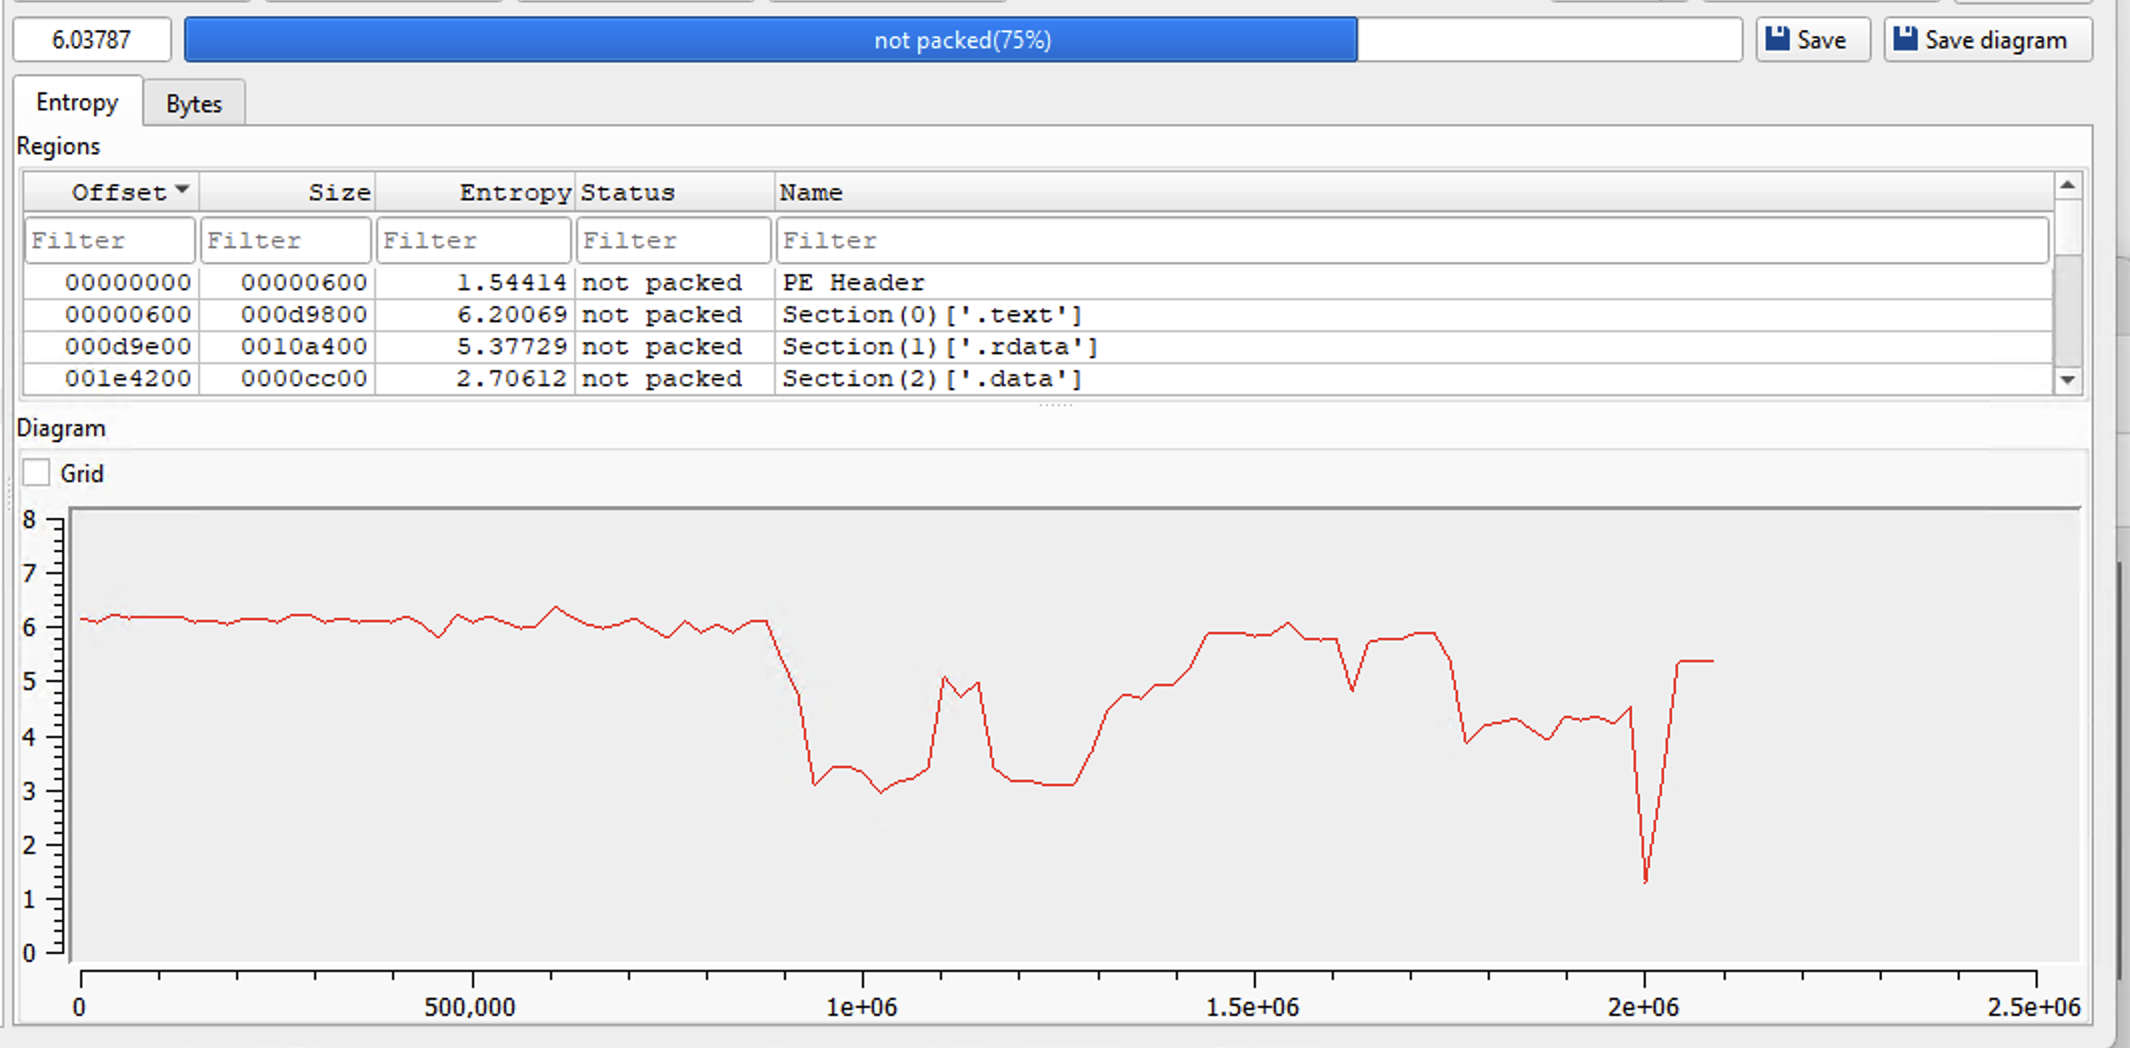 6.03787 not packed(75%) Save Save diagram
Entropy Bytes
Regions
Offset Size Entropy Status Name
Filter Filter Filter Filter Filter
00000000 00000600 1.54414 not packed PE Header
00000600 000d9800 6.20069 not packed Section(0)['.text']
000d9e00 0010a400 5.37729 not packed Section(1)['.rdata']
001e4200 0000cc00 2.70612 not packed Section(2)['.data']
Diagram
Grid
8
7
6
5
4
3
2
1
0
0 500,000 1e+06 1.5e+06 2e+06 2.5e+06